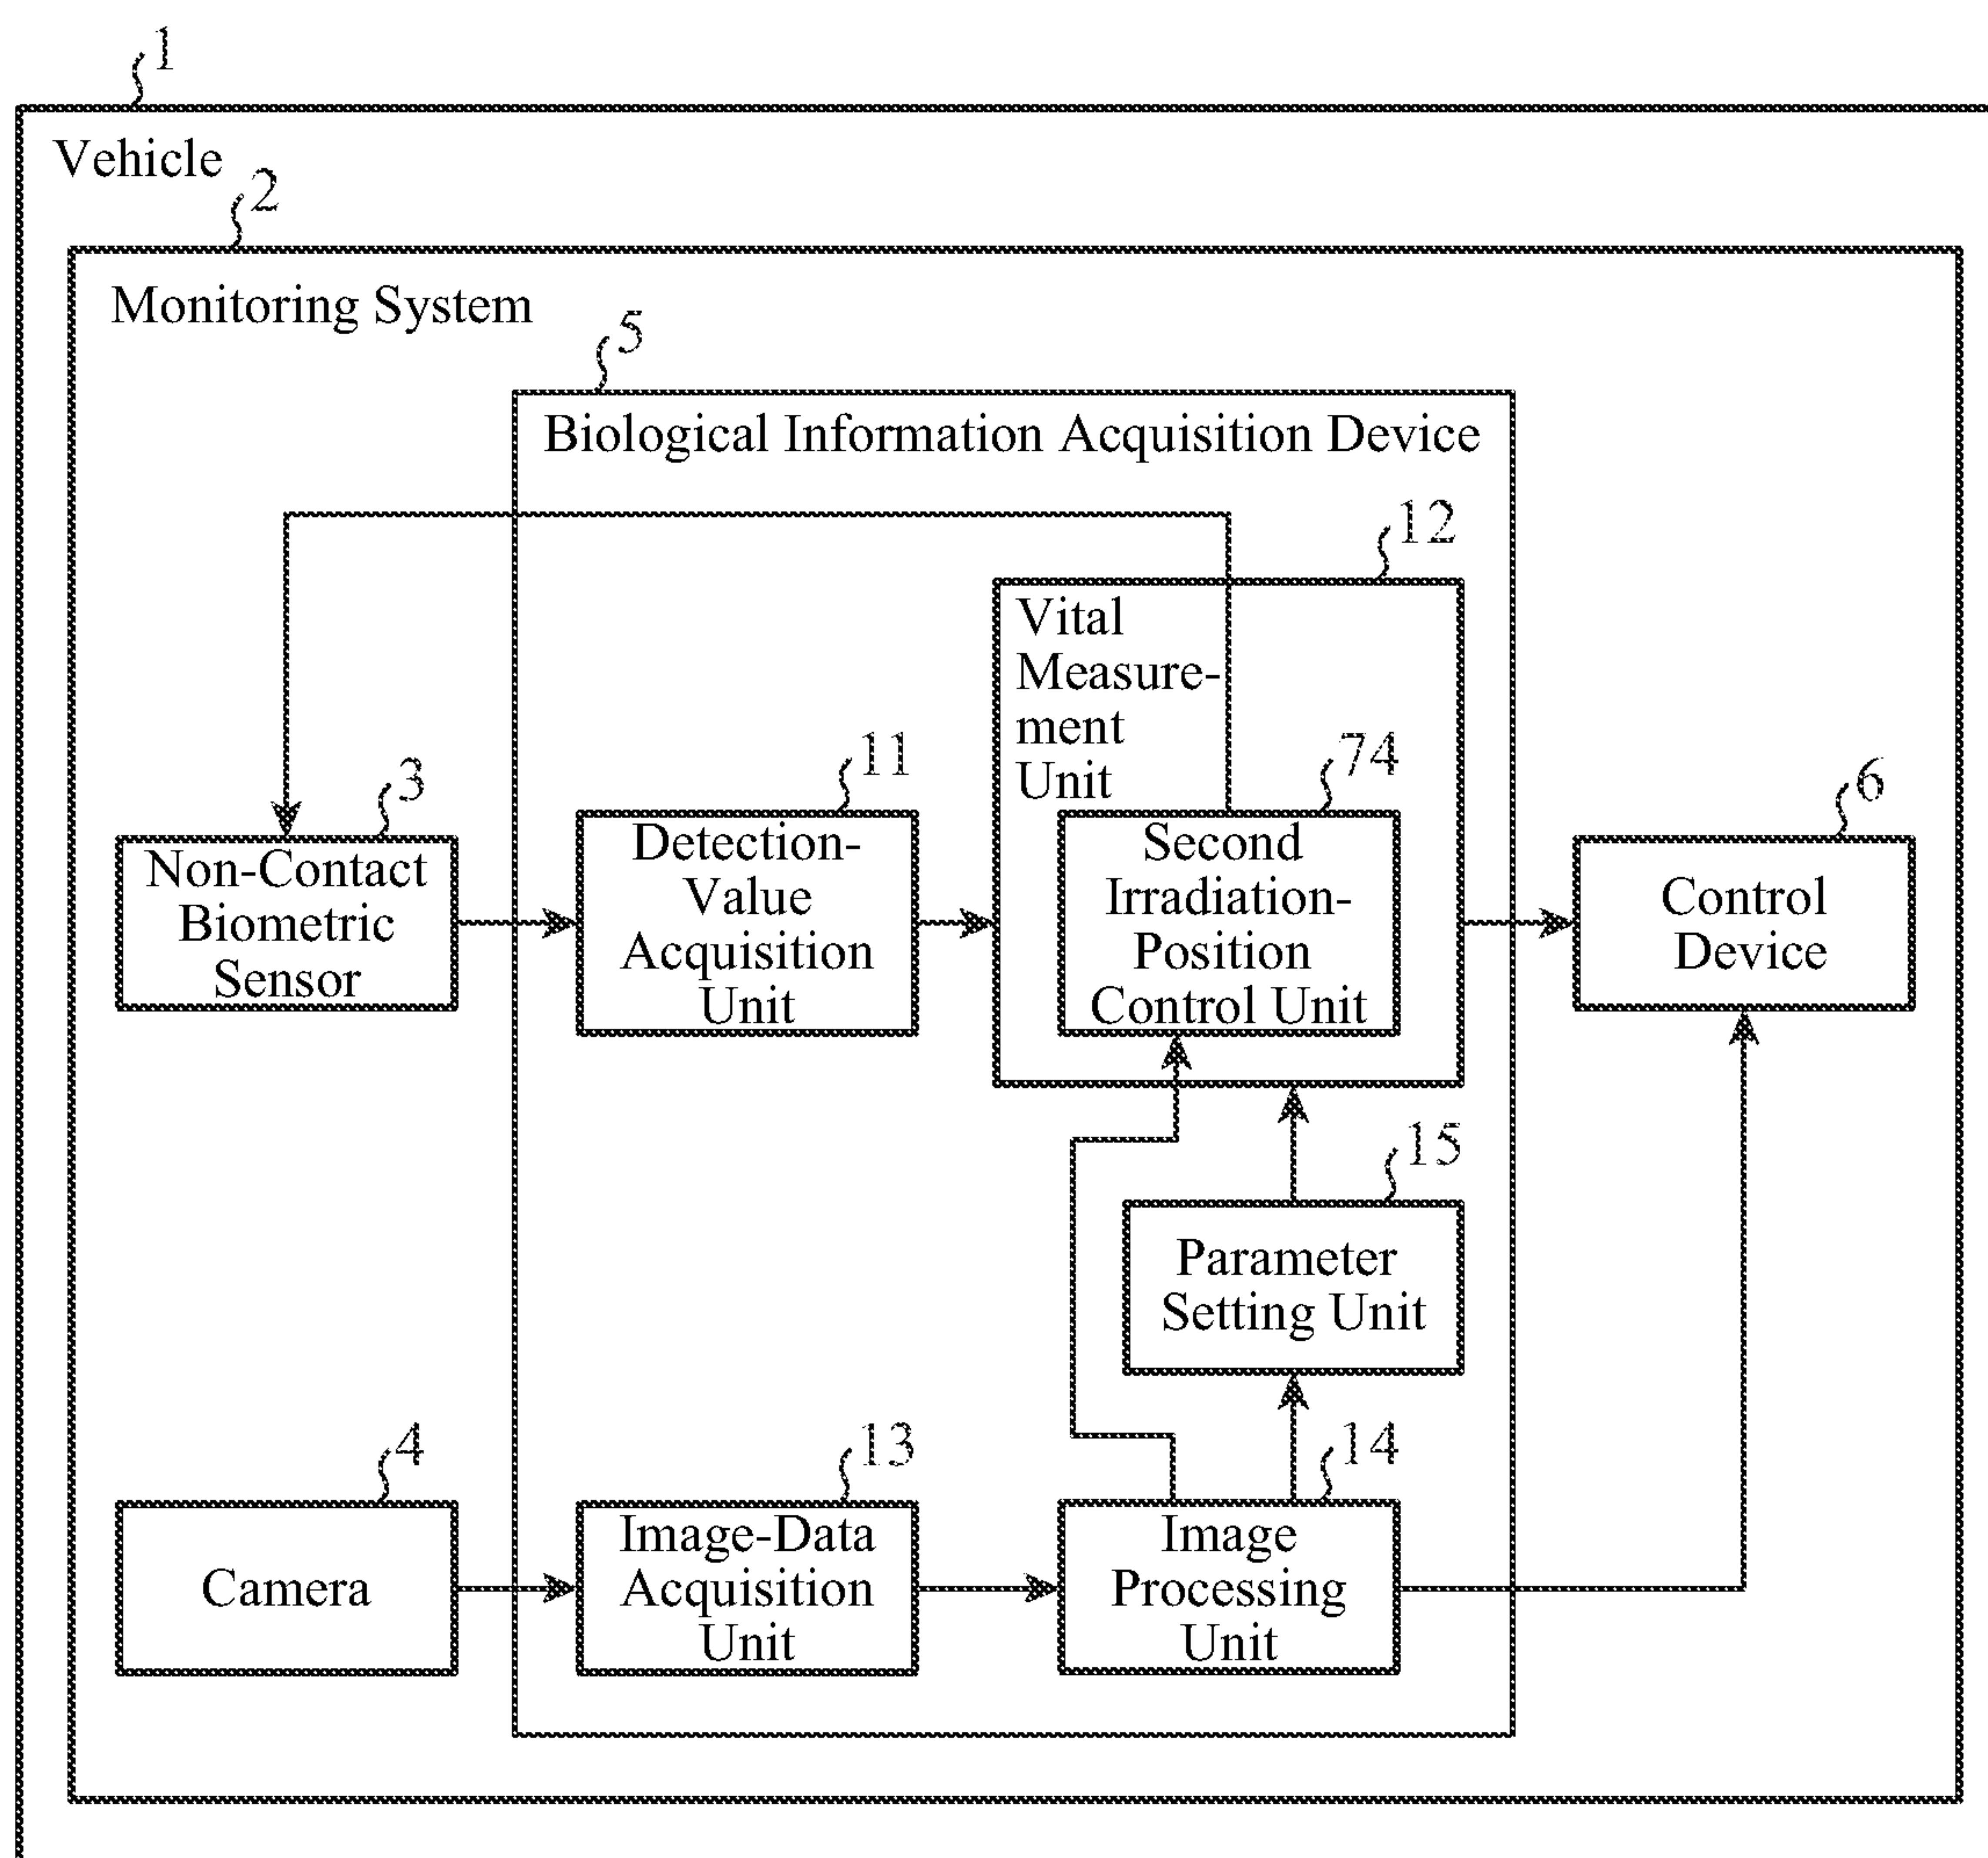 1
Vehicle
2
Monitoring System
5
Biological Information Acquisition Device
12
Vital
Measure-
ment
Unit
3
Non-Contact
Biometric
Sensor
11
Detection-
Value
Acquisition
Unit
74
Second
Irradiation-
Position
Control Unit
6
Control
Device
15
Parameter
Setting Unit
4
Camera
13
Image-Data
Acquisition
Unit
14
Image
Processing
Unit